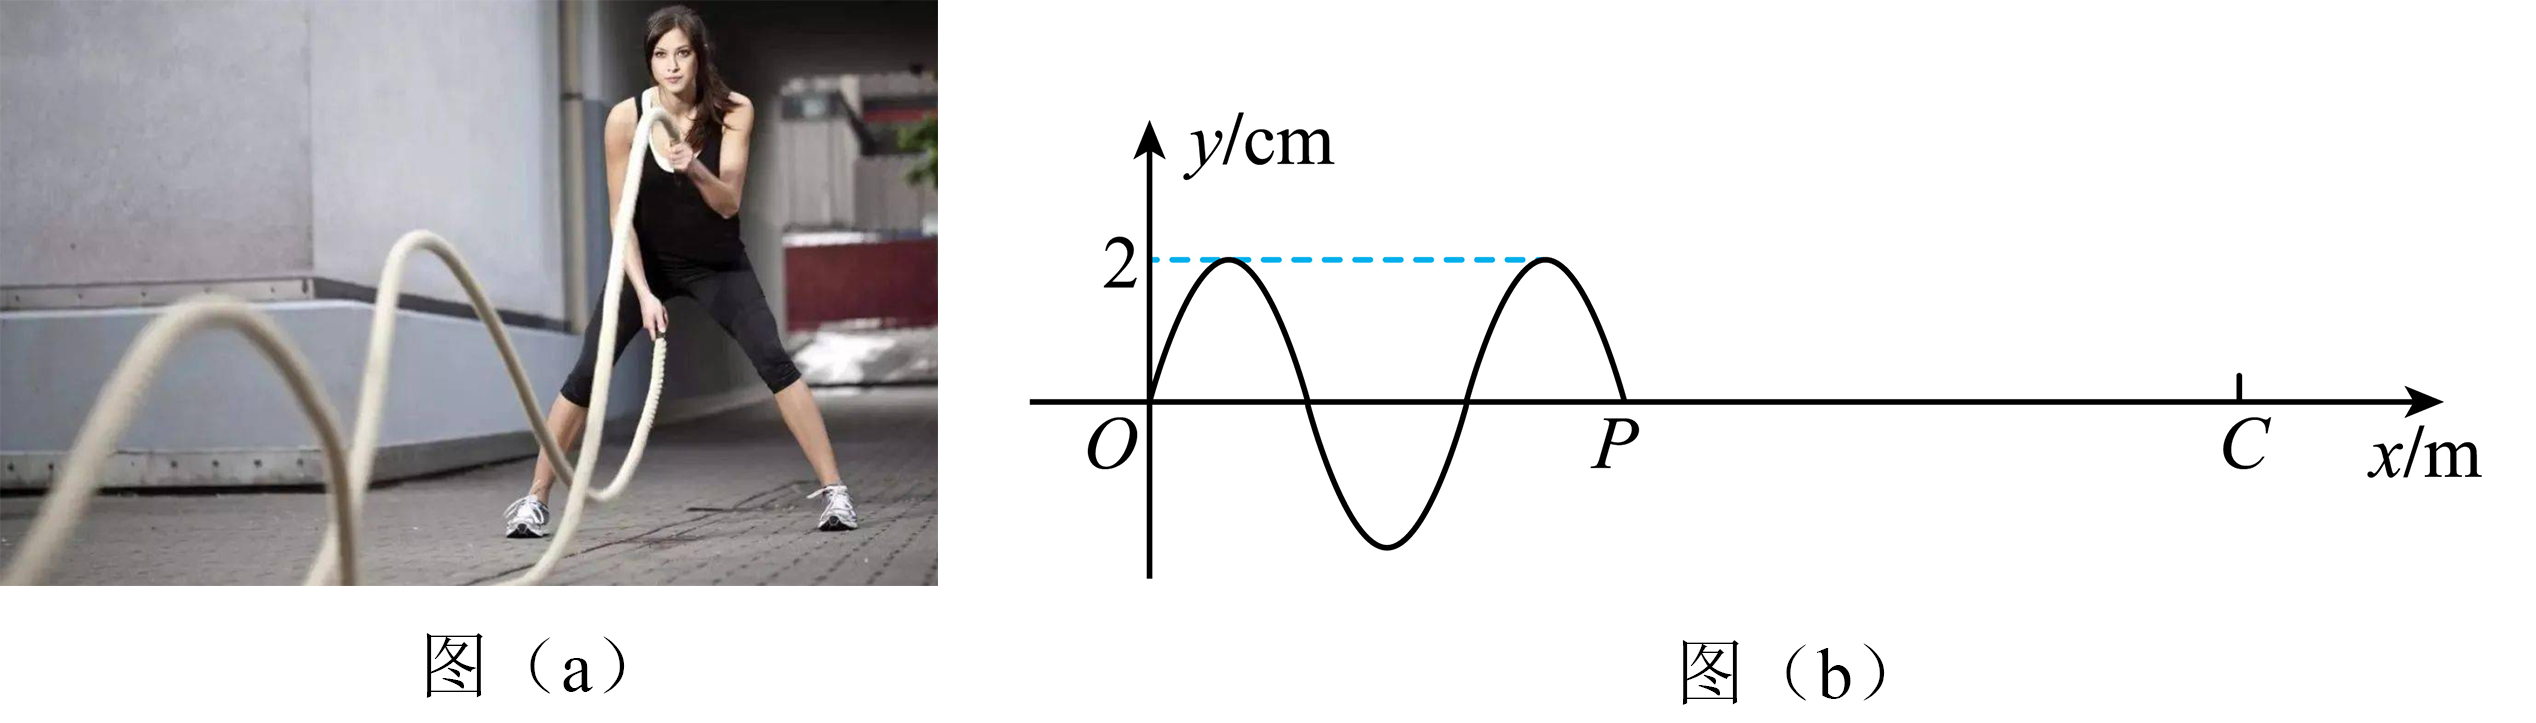 y/cm
2
O
P
C
x/m
图（a）
图（b）